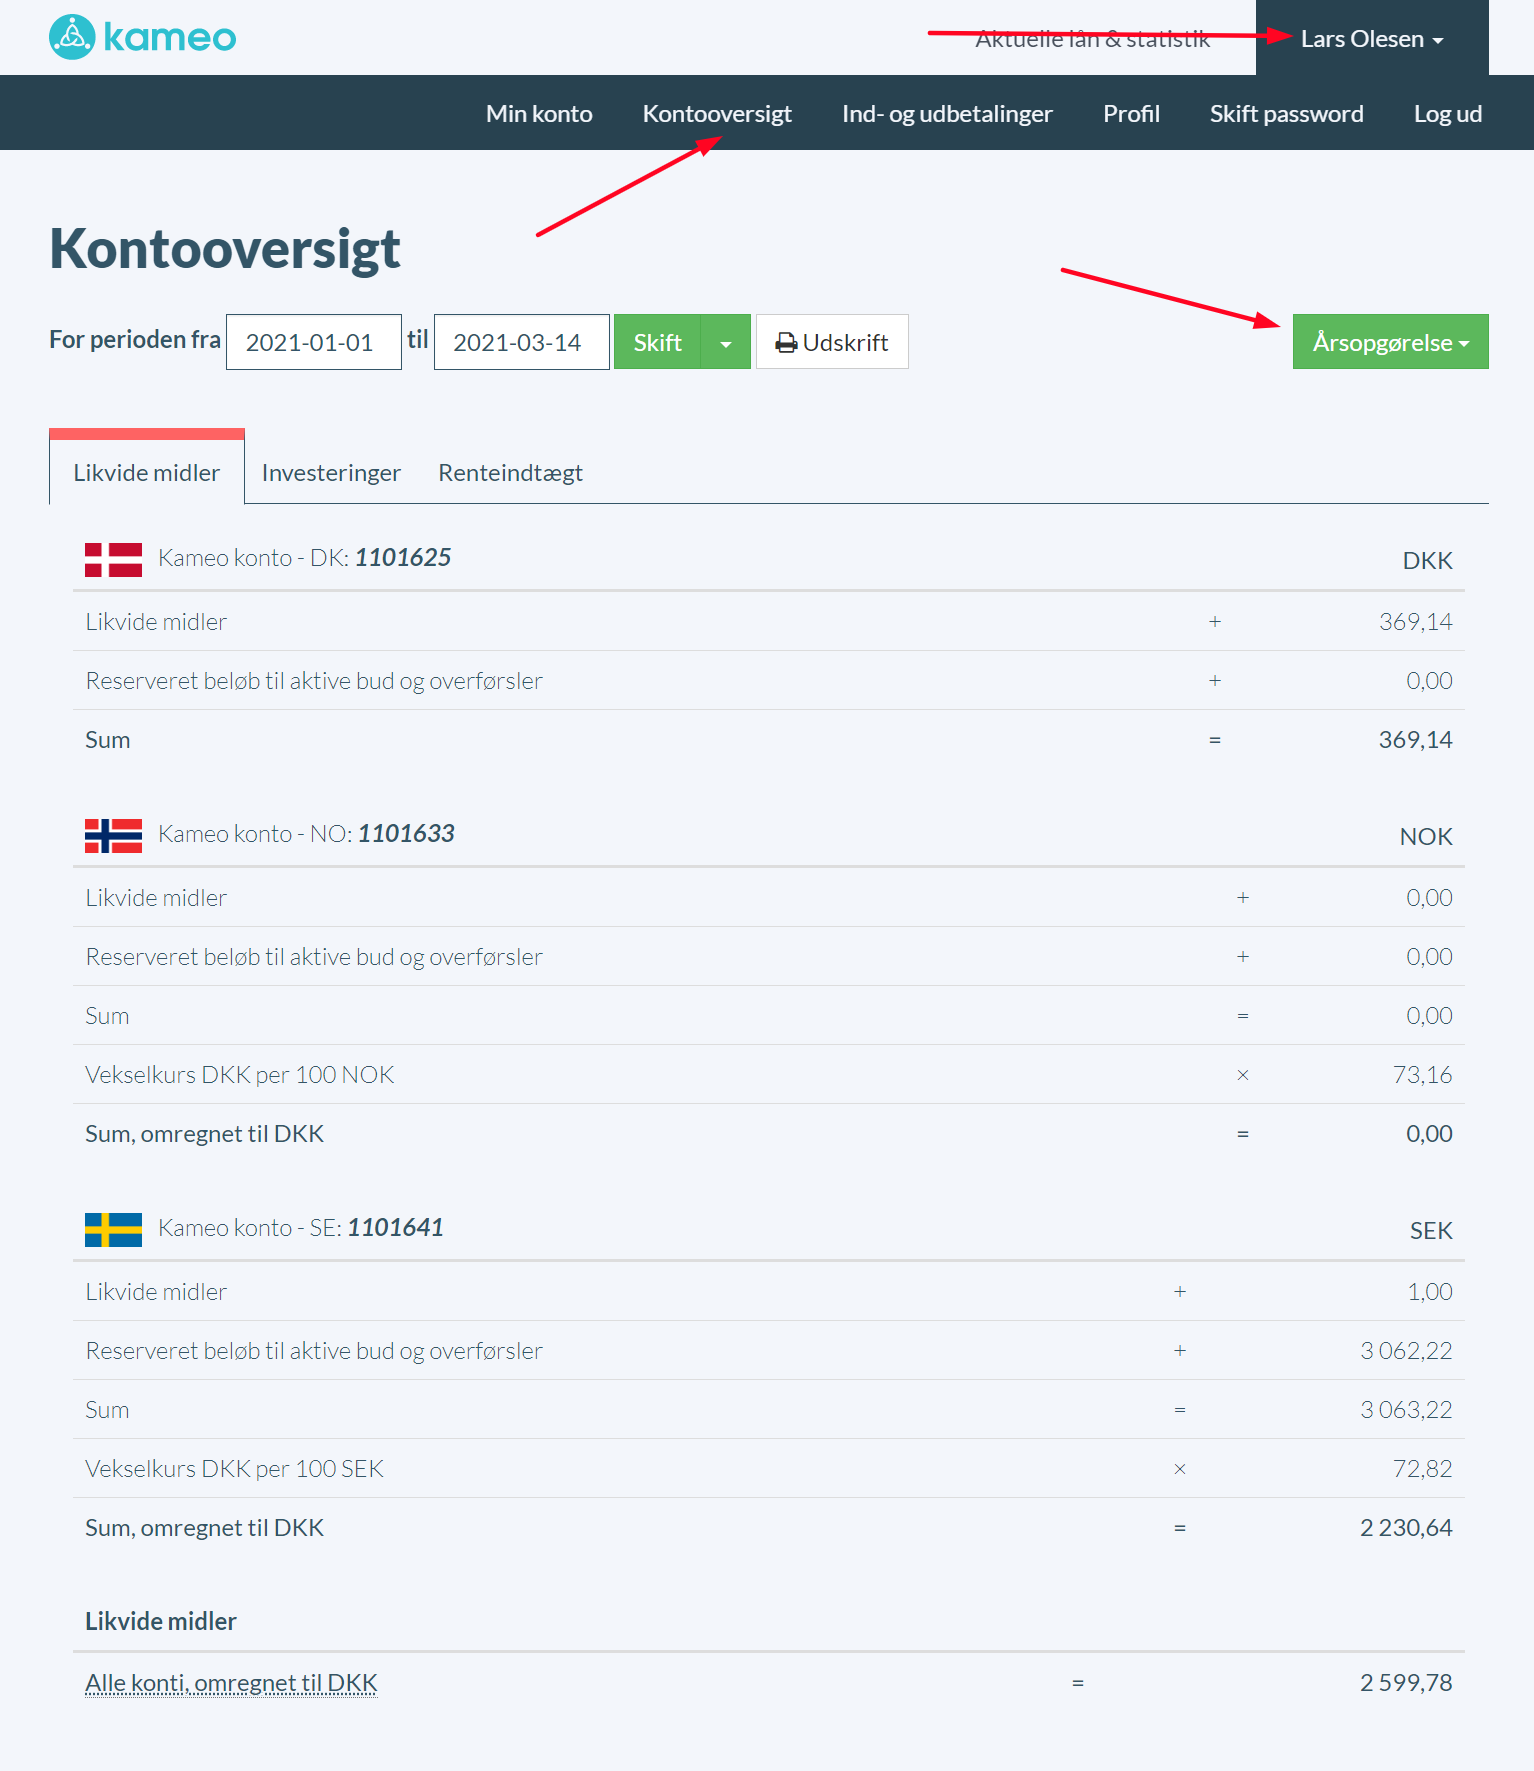 kameo
Aktuelle lån & statistik
Lars Olesen
Min konto Kontooversigt Ind- og udbetalinger Profil Skift password Log ud
Kontooversigt
For perioden fra 2021-01-01 til 2021-03-14 Skift Udskrift Årsopgørelse
Likvide midler Investeringer Renteindtægt
Kameo konto - DK: 1101625 DKK
Likvide midler + 369,14
Reserveret beløb til aktive bud og overførsler + 0,00
Sum = 369,14
Kameo konto - NO: 1101633 NOK
Likvide midler + 0,00
Reserveret beløb til aktive bud og overførsler + 0,00
Sum = 0,00
Vekselkurs DKK per 100 NOK × 73,16
Sum, omregnet til DKK = 0,00
Kameo konto - SE: 1101641 SEK
Likvide midler + 1,00
Reserveret beløb til aktive bud og overførsler + 3 062,22
Sum = 3 063,22
Vekselkurs DKK per 100 SEK × 72,82
Sum, omregnet til DKK = 2 230,64
Likvide midler
Alle konti, omregnet til DKK = 2 599,78